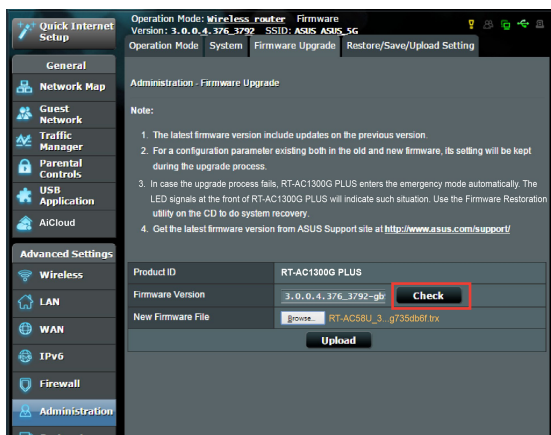 Quick Internet
Setup
Operation Mode: Wireless router Firmware
Version: 3.0.0.4.376_3792 SSID: ASUS ASUS_5G
Operation Mode System Firmware Upgrade Restore/Save/Upload Setting
General
Network Map
Guest
Network
Traffic
Manager
Parental
Controls
USB
Application
AiCloud
Advanced Settings
Wireless
LAN
WAN
IPv6
Firewall
Administration
Administration - Firmware Upgrade
Note:
1. The latest firmware version include updates on the previous version.
2. For a configuration parameter existing both in the old and new firmware, its setting will be kept
during the upgrade process.
3. In case the upgrade process fails, RT-AC1300G PLUS enters the emergency mode automatically. The
LED signals at the front of RT-AC1300G PLUS will indicate such situation. Use the Firmware Restoration
utility on the CD to do system recovery.
4. Get the latest firmware version from ASUS Support site at http://www.asus.com/support/
Product ID RT-AC1300G PLUS
Firmware Version 3.0.0.4.376_3792-gb Check
New Firmware File Browse... RT-AC58U_3...g735db6f.trx
Upload